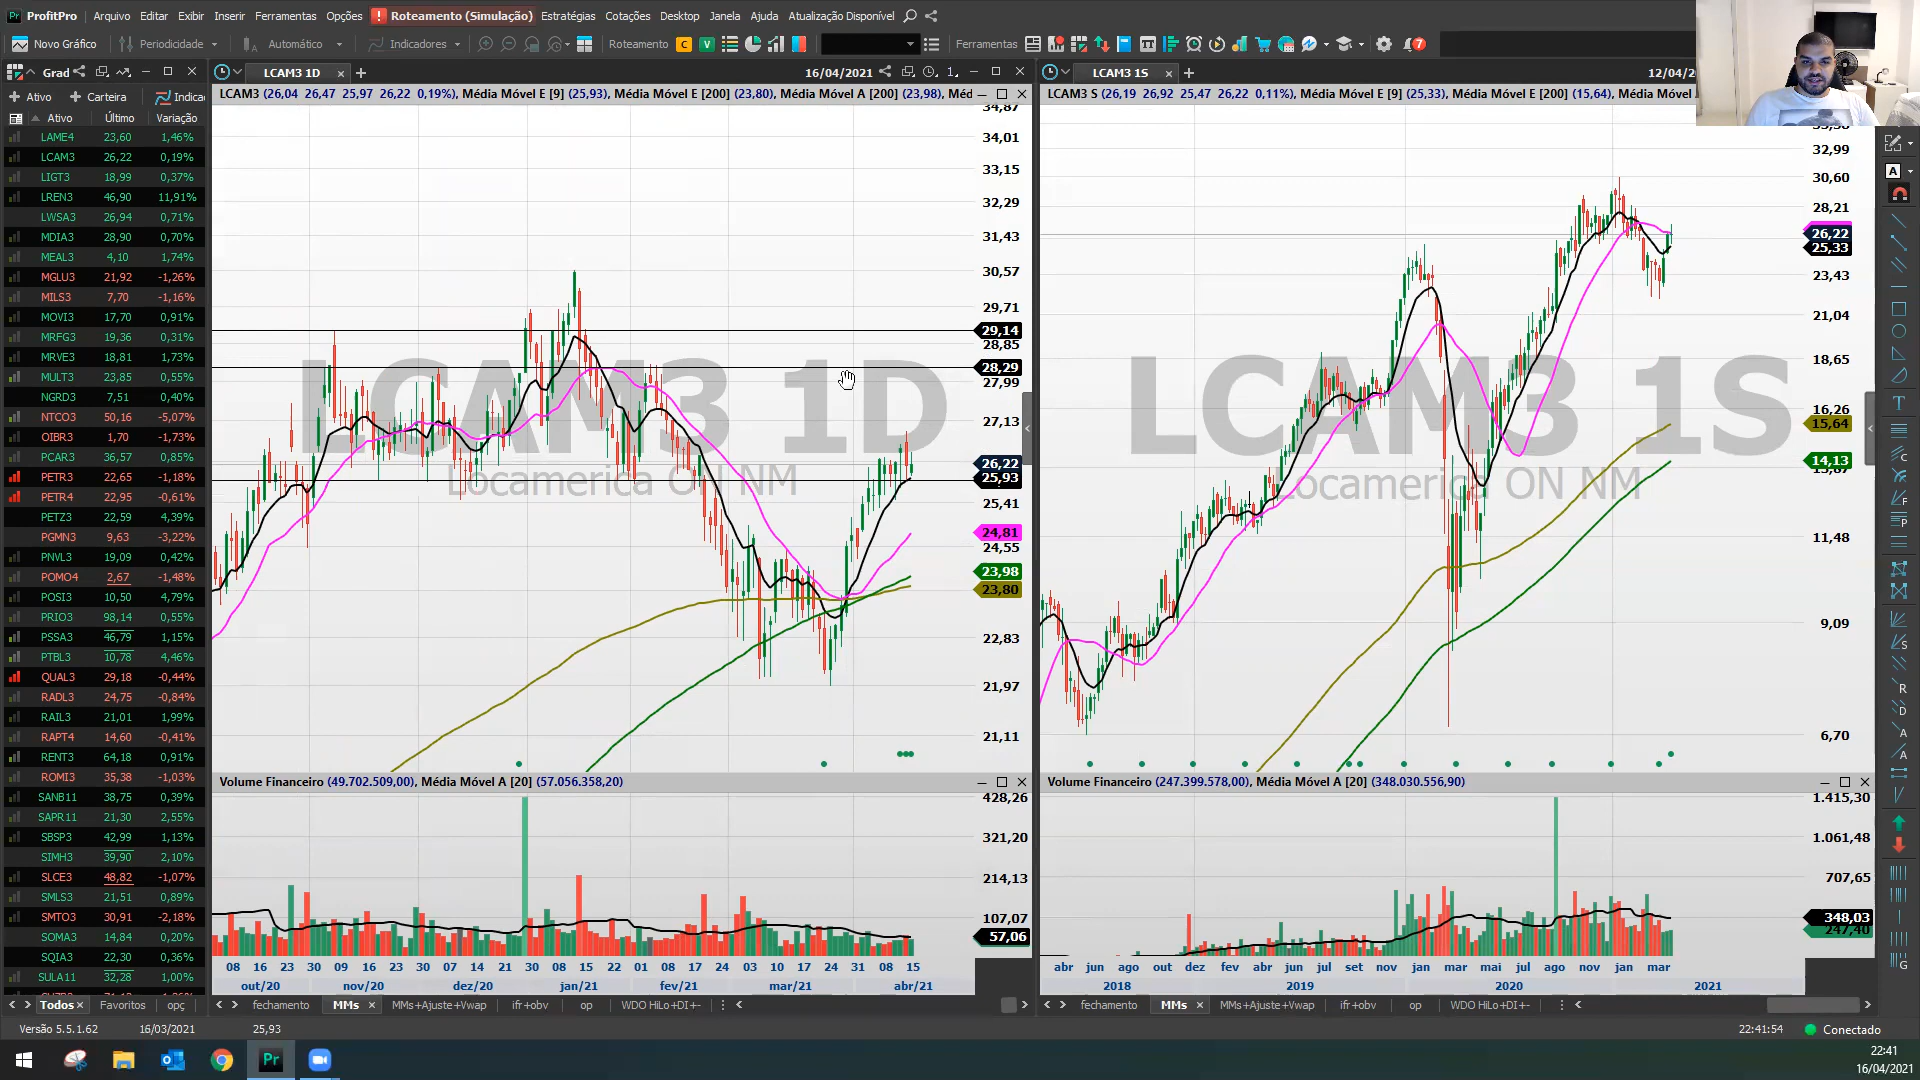 ProfitPro Arquivo Editar Exibir Inserir Ferramentas Opções Roteamento (Simulação) Estratégias Cotações Desktop Janela Ajuda Atualização Disponível
Novo Gráfico Periodicidade Automático Indicadores Roteamento C V Ferramentas 7
Grad LCAM3 1D 16/04/2021 1 LCAM3 1S 12/04/2
Ativo Carteira Indica
LCAM3 (26,04 26,47 25,97 26,22 0,19%), Média Móvel E [9] (25,93), Média Móvel E [200] (23,80), Média Móvel A [200] (23,98), Méd
LCAM3 S (26,19 26,92 25,47 26,22 0,11%), Média Móvel E [9] (25,33), Média Móvel E [200] (15,64), Média Móvel
Ativo Último Variação
LAME4 23,60 1,46%
LCAM3 26,22 0,19%
LIGT3 18,99 0,37%
LREN3 46,90 11,91%
LWSA3 26,94 0,71%
MDIA3 28,90 0,70%
MEAL3 4,10 1,74%
MGLU3 21,92 -1,26%
MILS3 7,70 -1,16%
MOVI3 17,70 0,91%
MRFG3 19,36 0,31%
MRVE3 18,81 1,73%
MULT3 23,85 0,55%
NGRD3 7,51 0,40%
NTCO3 50,16 -5,07%
OIBR3 1,70 -1,73%
PCAR3 36,57 0,85%
PETR3 22,65 -1,18%
PETR4 22,95 -0,61%
PETZ3 22,59 4,39%
PGMN3 9,63 -3,22%
PNVL3 19,09 0,42%
POMO4 2,67 -1,48%
POSI3 10,50 4,79%
PRIO3 98,14 0,55%
PSSA3 46,79 1,15%
PTBL3 10,78 4,46%
QUAL3 29,18 -0,44%
RADL3 24,75 -0,84%
RAIL3 21,01 1,99%
RAPT4 14,60 -0,41%
RENT3 64,18 0,91%
ROMI3 35,38 -1,03%
SANB11 38,75 0,39%
SAPR11 21,30 2,55%
SBSP3 42,99 1,13%
SIMH3 39,90 2,10%
SLCE3 48,82 -1,07%
SMLS3 21,51 0,89%
SMTO3 30,91 -2,18%
SOMA3 14,84 0,20%
SQIA3 22,30 0,36%
SULA11 32,28 1,00%
34,87
34,01
33,15
32,29
31,43
30,57
29,71
29,14
28,85
28,29
27,99
27,13
26,22
25,93
25,41
24,81
24,55
23,98
23,80
22,83
21,97
21,11
LCAM3 1D
Locamerica ON NM
32,99
30,60
28,21
26,22
25,33
23,43
21,04
18,65
16,26
15,64
14,13
11,48
9,09
6,70
LCAM3 1S
Locamerica ON NM
Volume Financeiro (49.702.509,00), Média Móvel A [20] (57.056.358,20)
428,26
321,20
214,13
107,07
57,06
08 16 23 30 09 16 23 30 07 14 21 30 08 15 22 01 08 17 24 03 10 17 24 31 08 15
out/20 nov/20 dez/20 jan/21 fev/21 mar/21 abr/21
Volume Financeiro (247.399.578,00), Média Móvel A [20] (348.030.556,90)
1.415,30
1.061,48
707,65
348,03
247,40
abr jun ago out dez fev abr jun jul set nov jan mar mai jul ago nov jan mar
2018 2019 2020 2021
Todos Favoritos opç
fechamento MMs MMs+Ajuste+Vwap ifr+obv op WDO HiLo+DI+-
fechamento MMs MMs+Ajuste+Vwap ifr+obv op WDO HiLo+DI+-
Versão 5.5.1.62 16/03/2021 25,93 22:41:54 Conectado
22:41
16/04/2021